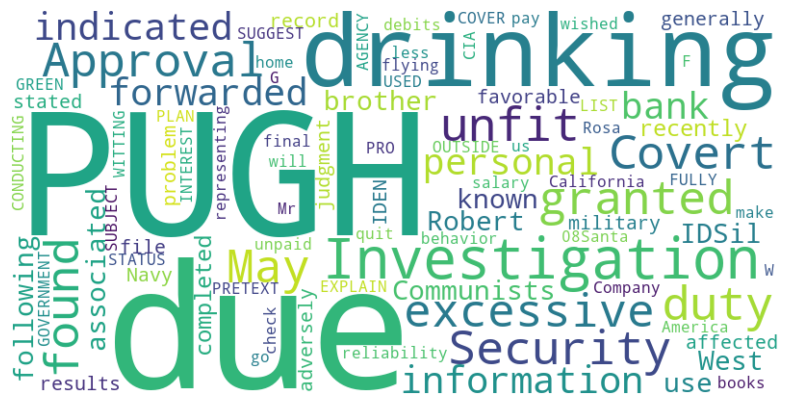 indicated
SUGGEST
record
debits
COVER
pay
wished
generally
Approval
home
AGENCY
less
flying
CIA
drinking
GREEN
G
USED
F
stated
forwarded
brother
favorable
LIST
bank
CONDUCTING
WITTING
PLAN
problem
INTEREST
representing
final
will
judgment
PRO
unfit
OUTSIDE
us
Rosa
recently
PUGH
personal
Covert
Mr
IDEN
salary
California
FULLY
known
granted
associated
SUBJECT
file
Robert
military
make
following
GOVERNMENT
found
STATUS
Navy
completed
May
unpaid
quit
behavior
O8Santa
IDSil
W
due
PRETEXT
check
go
adversely
EXPLAIN
Investigation
Communists
Company
duty
America
reliability
excessive
Security
affected
West
results
information
use
books